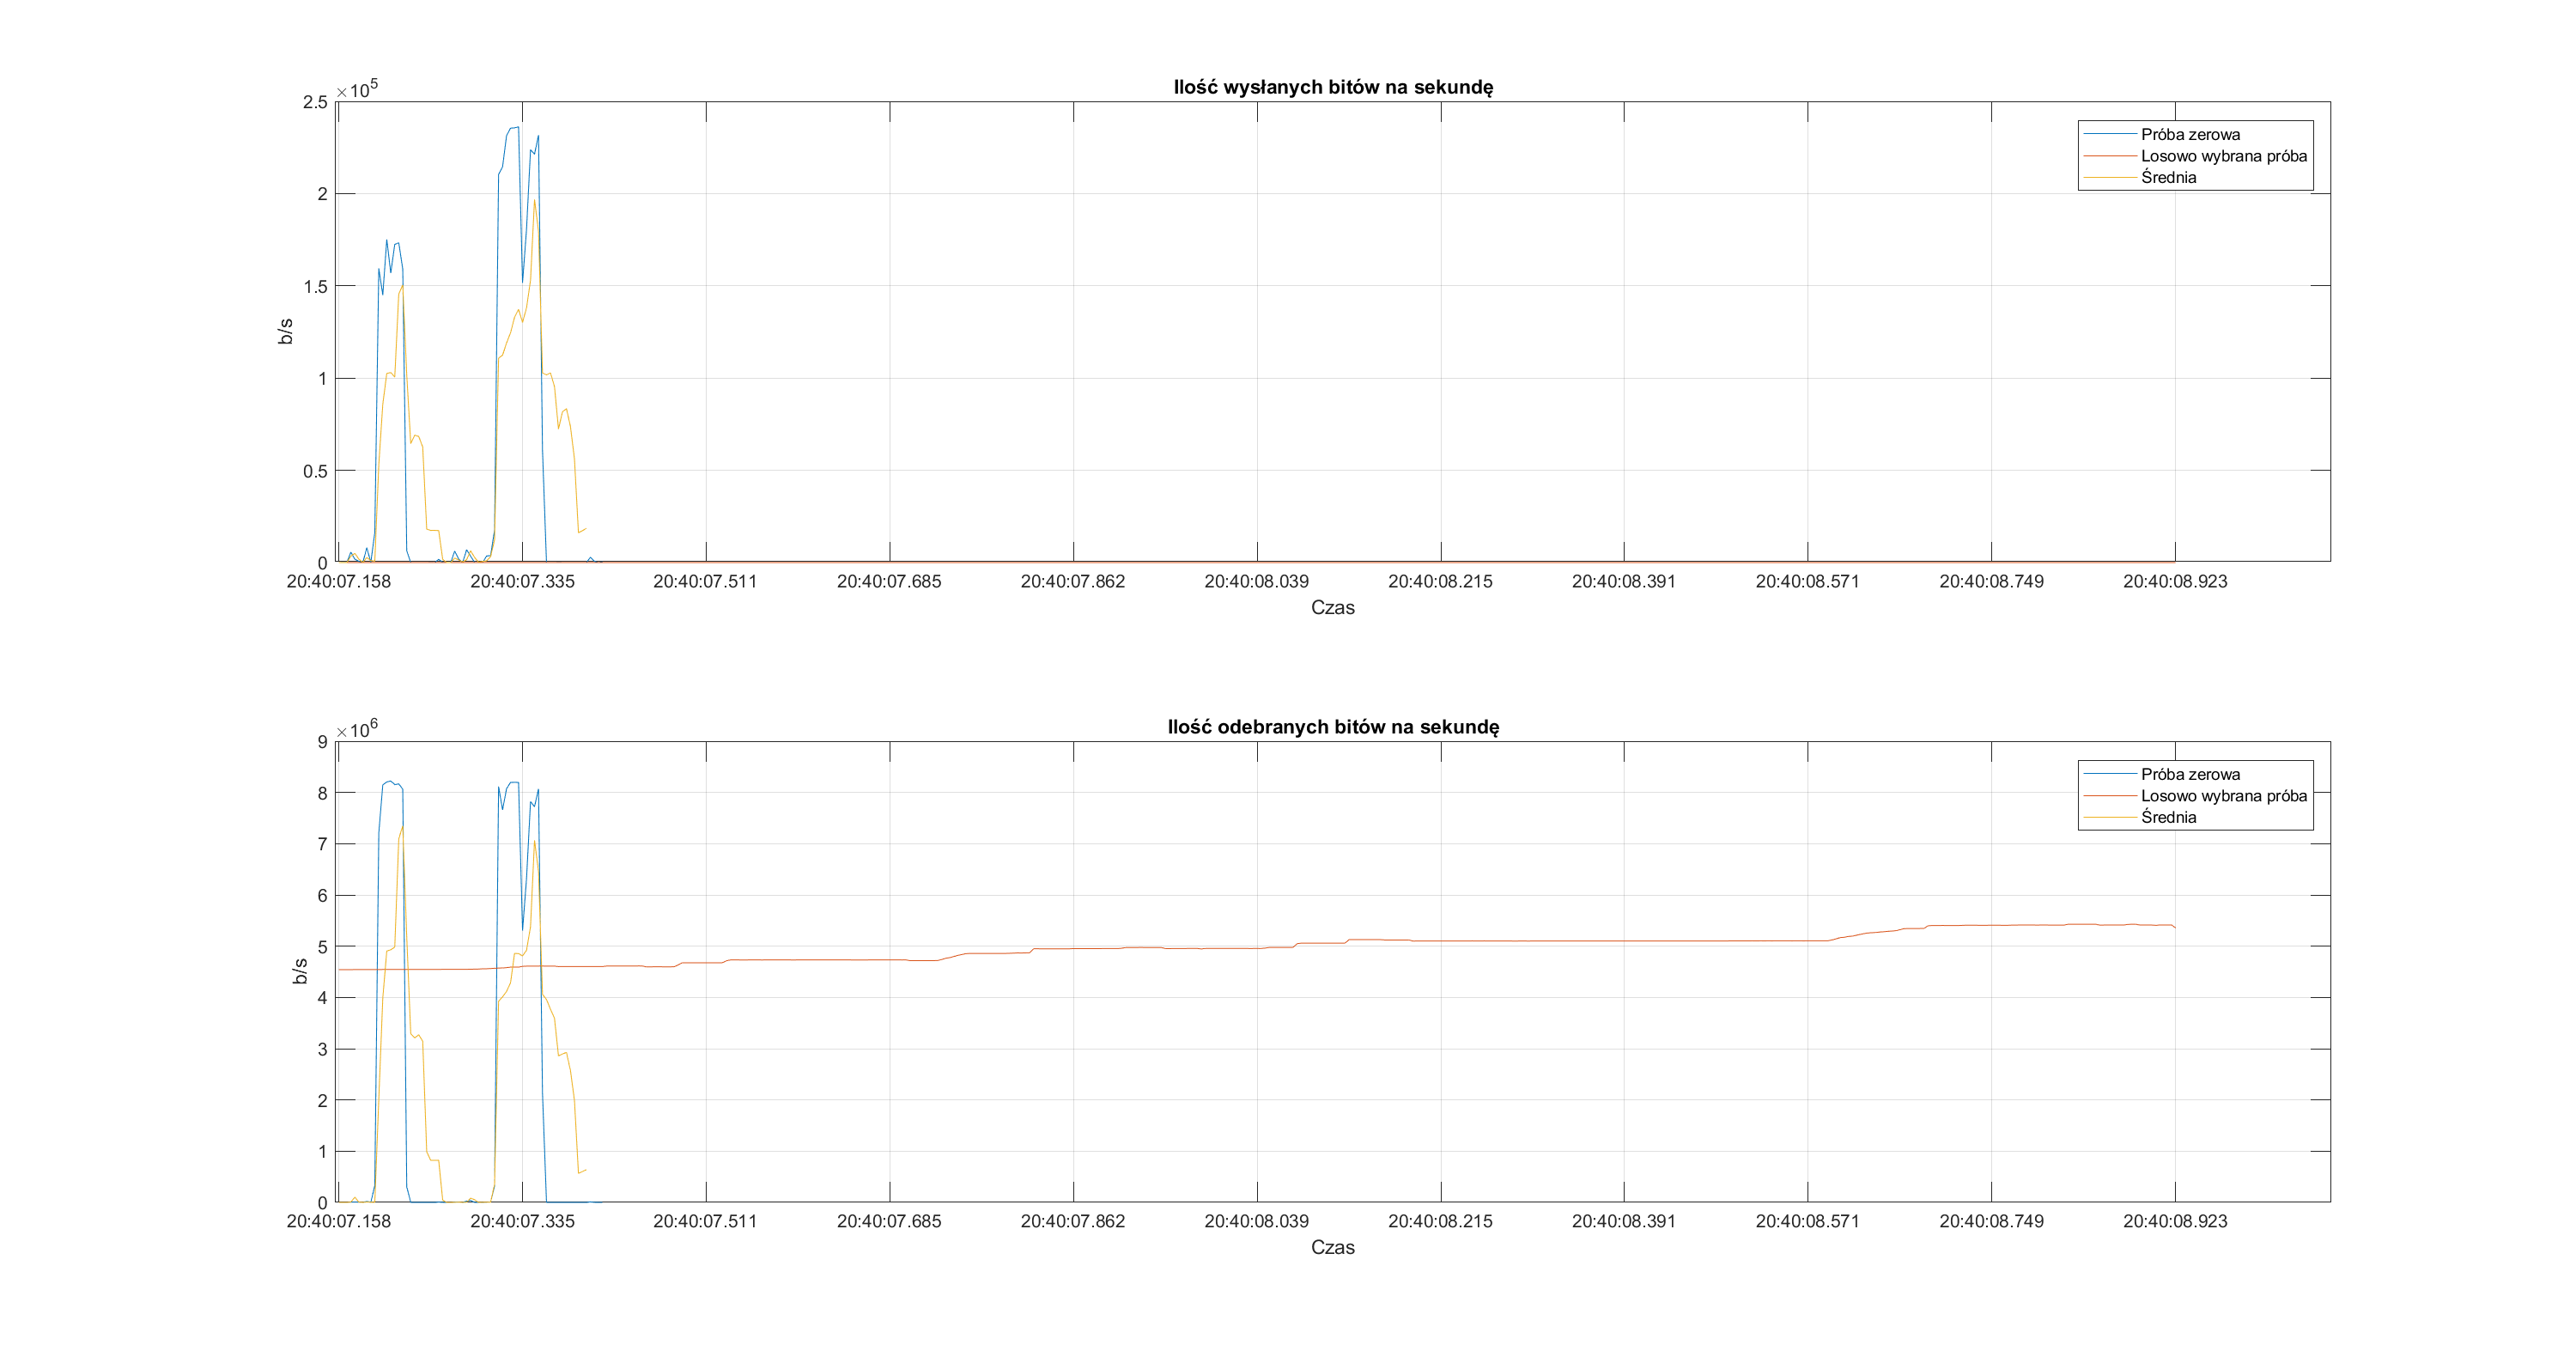 Ilość wysłanych bitów na sekundę
×10^5
2.5
2
1.5
1
0.5
0
b/s
Próba zerowa
Losowo wybrana próba
Średnia
20:40:07.158 20:40:07.335 20:40:07.511 20:40:07.685 20:40:07.862 20:40:08.039 20:40:08.215 20:40:08.391 20:40:08.571 20:40:08.749 20:40:08.923
Czas
Ilość odebranych bitów na sekundę
×10^6
9
8
7
6
5
4
3
2
1
0
b/s
Próba zerowa
Losowo wybrana próba
Średnia
20:40:07.158 20:40:07.335 20:40:07.511 20:40:07.685 20:40:07.862 20:40:08.039 20:40:08.215 20:40:08.391 20:40:08.571 20:40:08.749 20:40:08.923
Czas